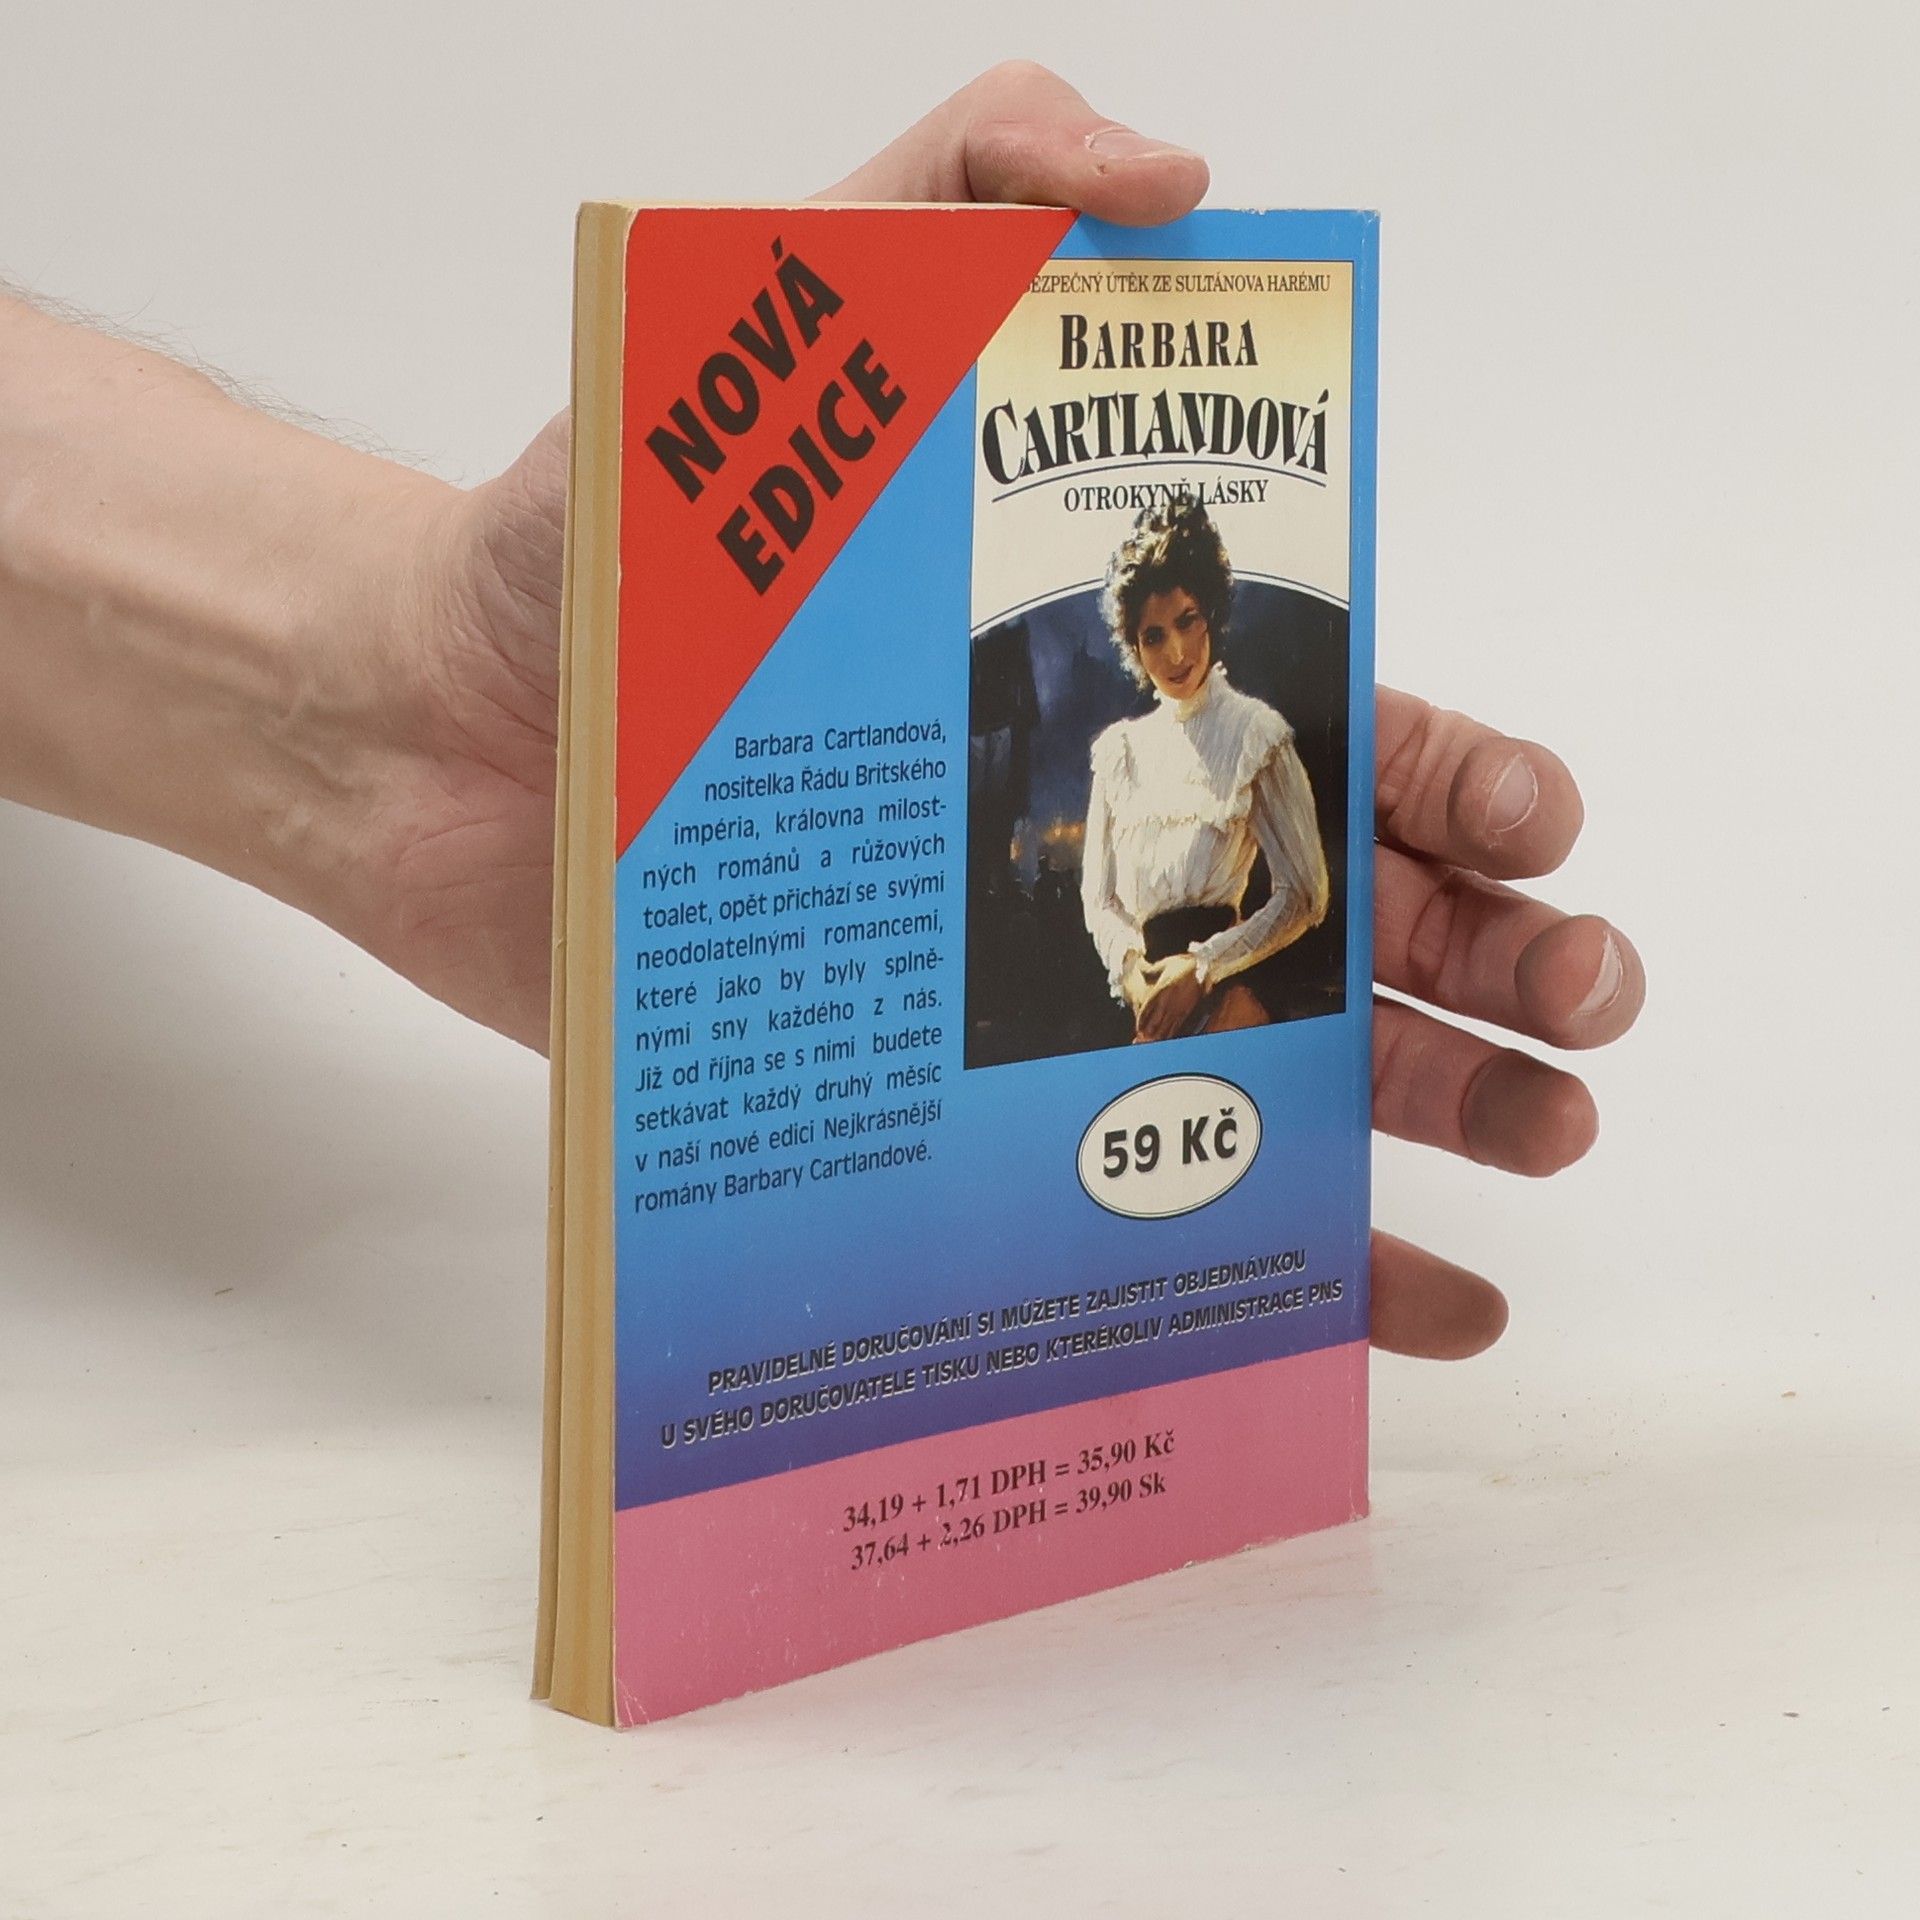 NOVÁ
EDICE
EZPEČNÝ ÚTĚK ZE SULTÁNOVA HARÉMU
BARBARA
CARTLANDOVÁ
OTROKYNĚ LÁSKY
Barbara Cartlandová,
nositelka Řádu Britského
impéria, královna milost-
ných románů a růžových
toalet, opět přichází se svými
neodolatelnými romancemi,
které jako by byly splně-
nými sny každého z nás.
Již od října se s nimi budete
setkávat každý druhý měsíc
v naší nové edici Nejkrásnější
romány Barbary Cartlandové.
59 Kč
PRAVIDELNÉ DORUČOVÁNÍ SI MŮŽETE ZAJISTIT OBJEDNÁVKOU
U SVÉHO DORUČOVATELE TISKU NEBO KTERÉKOLIV ADMINISTRACE PNS
34,19 + 1,71 DPH = 35,90 Kč
37,64 + 2,26 DPH = 39,90 Sk